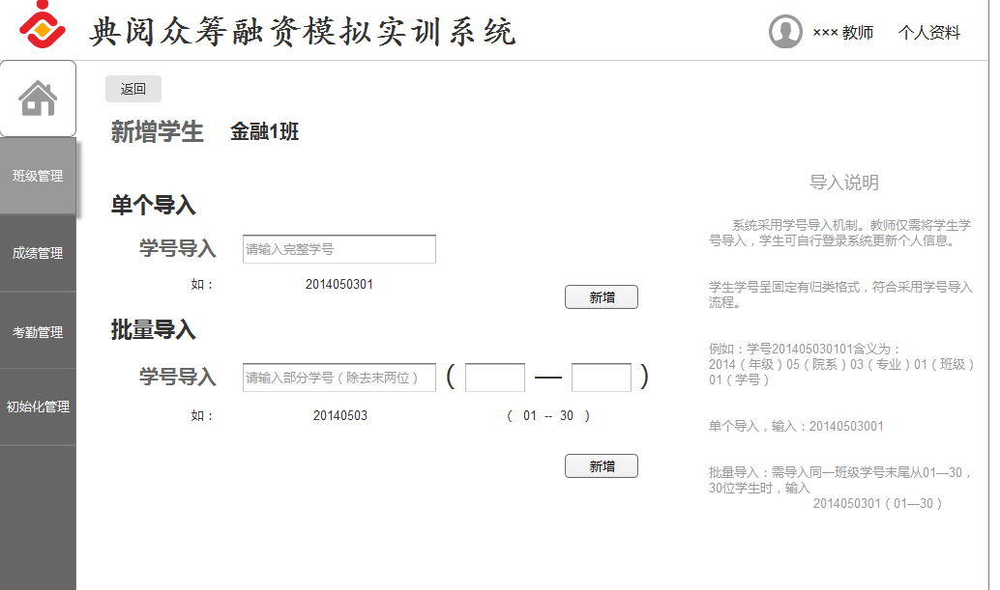 典阅众筹融资模拟实训系统
××× 教师 个人资料
返回
新增学生 金融1班
班级管理
成绩管理
考勤管理
初始化管理
单个导入
学号导入 请输入完整学号
如： 2014050301
新增
批量导入
学号导入 请输入部分学号（除去末两位） ( — )
如： 20140503 ( 01 -- 30 )
新增
导入说明
系统采用学号导入机制。教师仅需将学生学
号导入，学生可自行登录系统更新个人信息。
学生学号呈固定有归类格式，符合采用学号导入
流程。
例如：学号201405030101含义为：
2014（年级）05（院系）03（专业）01（班级）
01（学号）
单个导入，输入：20140503001
批量导入：需导入同一班级学号末尾从01—30，
30位学生时，输入
2014050301（01—30）